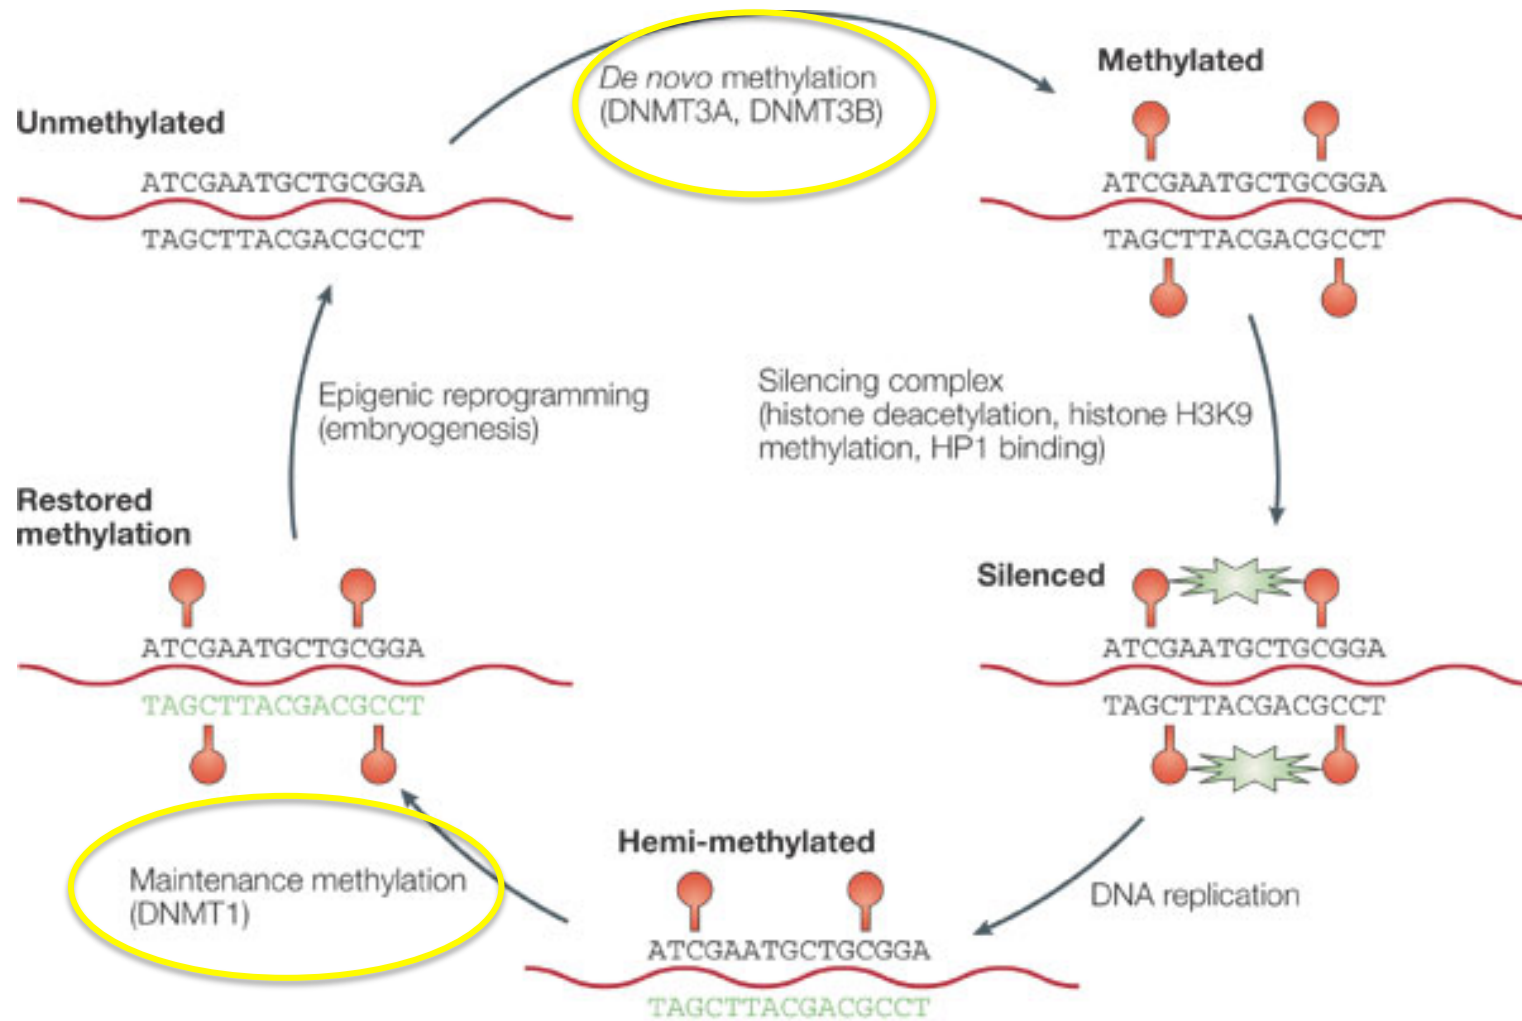 De novo methylation
(DNMT3A, DNMT3B)
Methylated
ATCGAATGCTGCGGA
TAGCTTACGACGCCT
Unmethylated
ATCGAATGCTGCGGA
TAGCTTACGACGCCT
Silencing complex
(histone deacetylation, histone H3K9
methylation, HP1 binding)
Epigenic reprogramming
(embryogenesis)
Silenced
ATCGAATGCTGCGGA
TAGCTTACGACGCCT
Restored
methylation
ATCGAATGCTGCGGA
TAGCTTACGACGCCT
DNA replication
Hemi-methylated
ATCGAATGCTGCGGA
TAGCTTACGACGCCT
Maintenance methylation
(DNMT1)